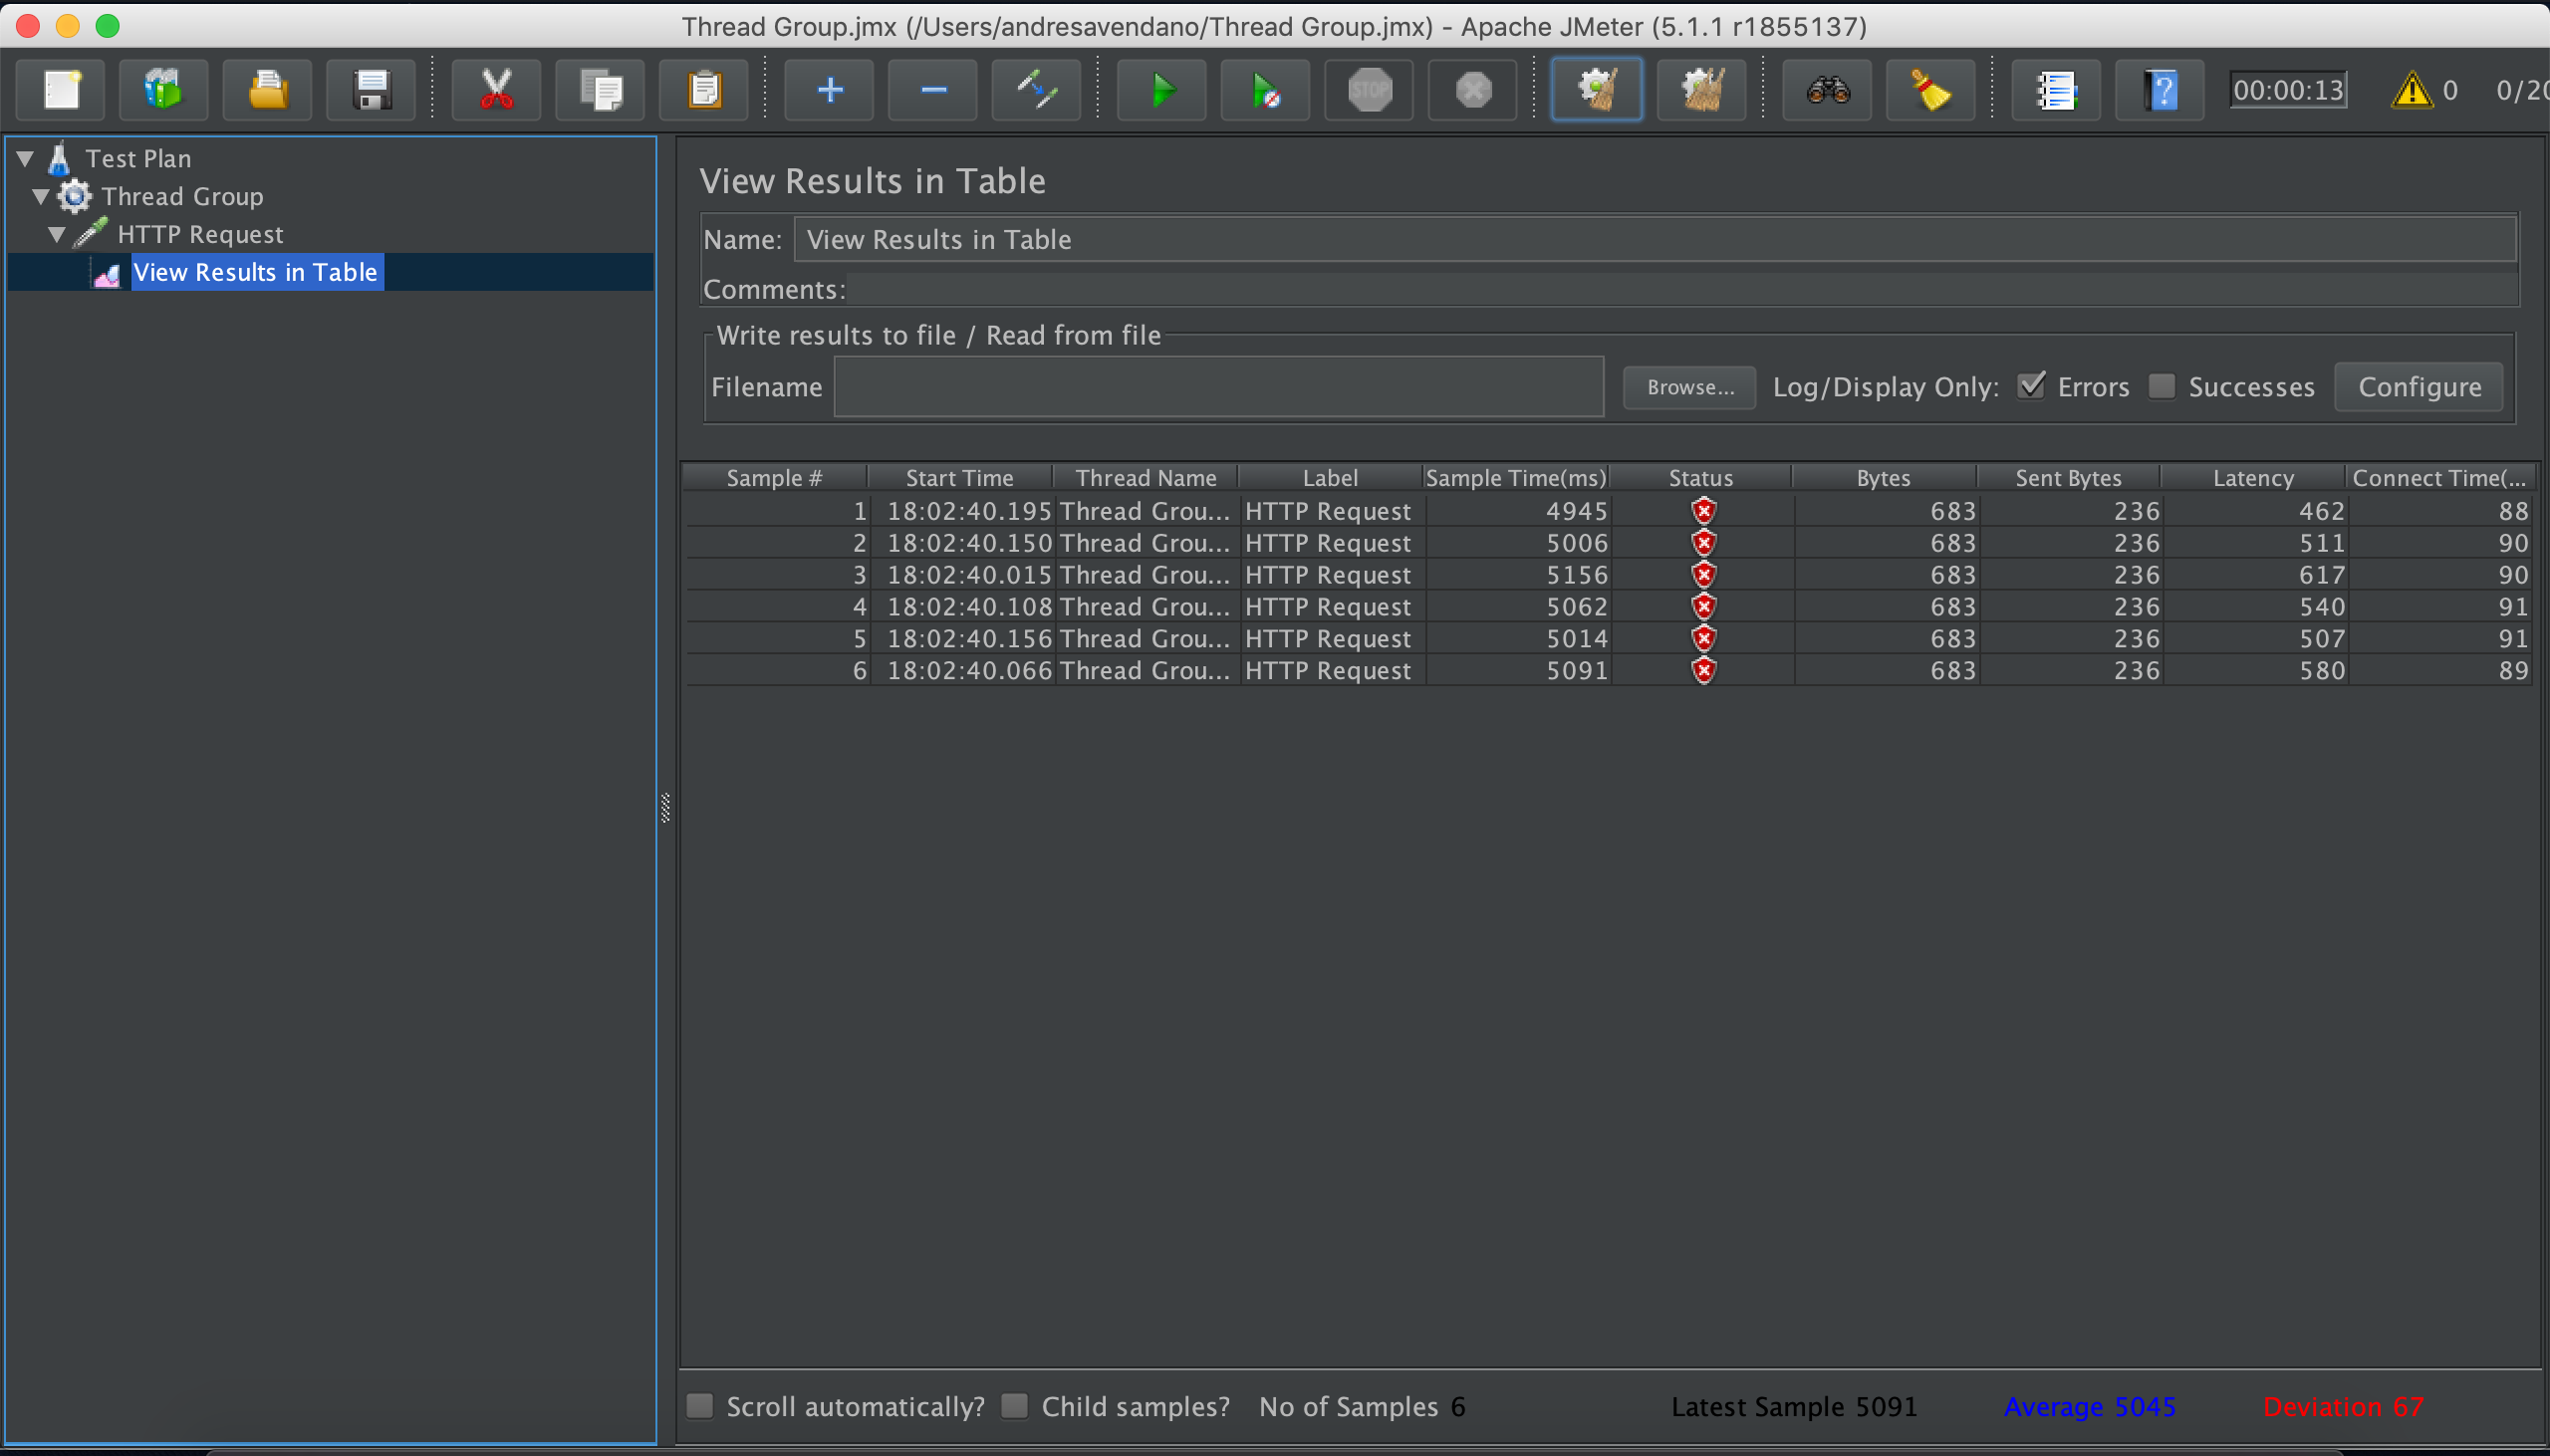 Thread Group.jmx (/Users/andresavendano/Thread Group.jmx) - Apache JMeter (5.1.1 r1855137)
STOP
00:00:13
0
0/20
Test Plan
Thread Group
HTTP Request
View Results in Table
View Results in Table
Name: View Results in Table
Comments:
Write results to file / Read from file
Filename Browse... Log/Display Only: Errors Successes Configure
Sample # Start Time Thread Name Label Sample Time(ms) Status Bytes Sent Bytes Latency Connect Time(...
1 18:02:40.195 Thread Grou... HTTP Request 4945 683 236 462 88
2 18:02:40.150 Thread Grou... HTTP Request 5006 683 236 511 90
3 18:02:40.015 Thread Grou... HTTP Request 5156 683 236 617 90
4 18:02:40.108 Thread Grou... HTTP Request 5062 683 236 540 91
5 18:02:40.156 Thread Grou... HTTP Request 5014 683 236 507 91
6 18:02:40.066 Thread Grou... HTTP Request 5091 683 236 580 89
Scroll automatically? Child samples? No of Samples 6 Latest Sample 5091 Average 5045 Deviation 67